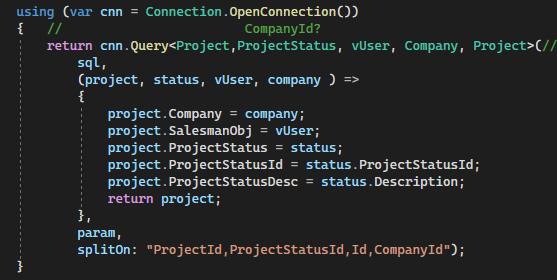 using (var cnn = Connection.OpenConnection())
{   //                        CompanyId?
    return cnn.Query<Project,ProjectStatus, vUser, Company, Project>(//
        sql,
        (project, status, vUser, company ) =>
        {
            project.Company = company;
            project.SalesmanObj = vUser;
            project.ProjectStatus = status;
            project.ProjectStatusId = status.ProjectStatusId;
            project.ProjectStatusDesc = status.Description;
            return project;
        },
        param,
        splitOn: "ProjectId,ProjectStatusId,Id,CompanyId");
}